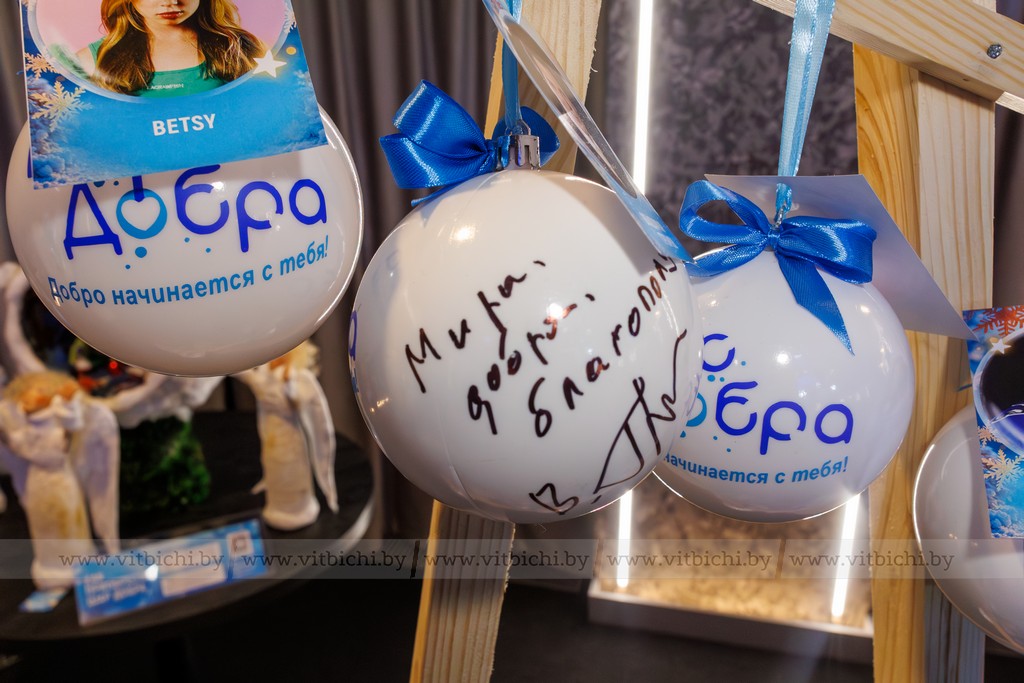 BETSY
Добра
Добро начинается с тебя!
Мира,
добра,
благопол
обра
начинается с тебя!
www.vitbichi.by www.vitbichi.by www.vitbichi.by www.vitbichi.by www.vitbichi.by